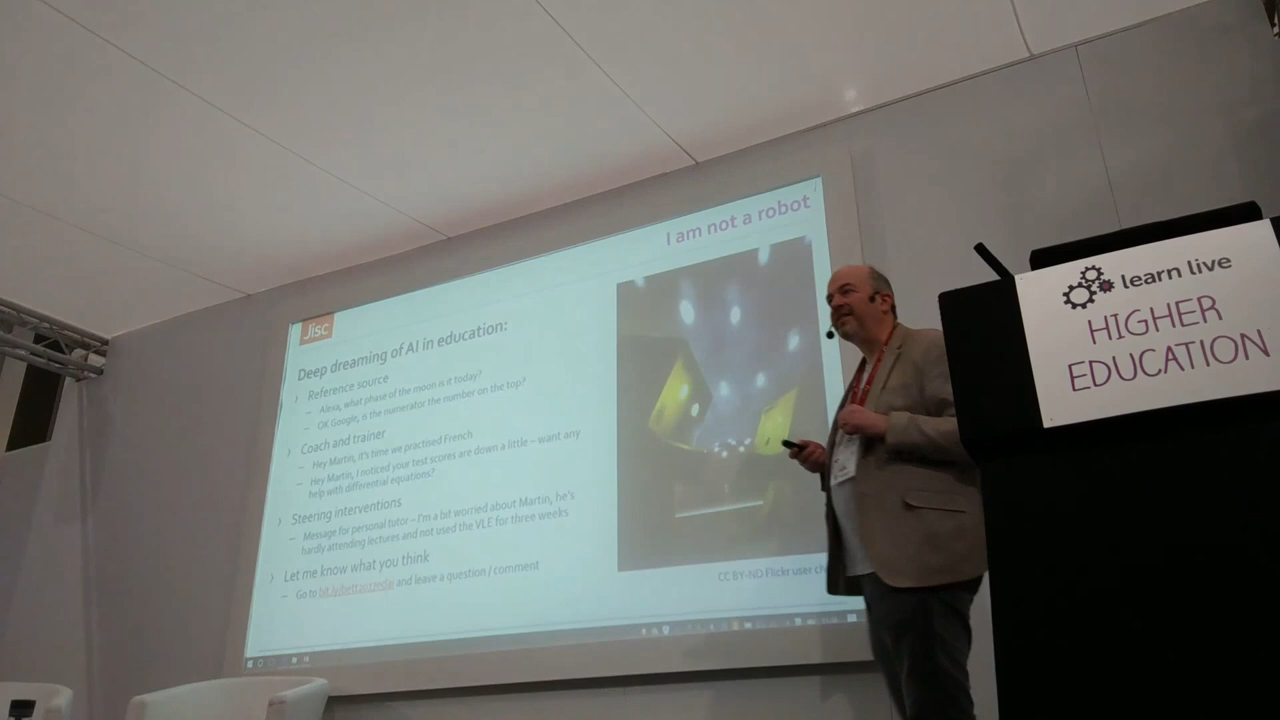 I am not a robot
Jisc
Deep dreaming of AI in education:
› Reference source
– Alexa, what phase of the moon is it today?
– OK Google, is the numerator the number on the top?
› Coach and trainer
– Hey Martin, it's time we practised French
– Hey Martin, I noticed your test scores are down a little – want any
help with differential equations?
› Steering interventions
– Message for personal tutor – I'm a bit worried about Martin, he's
hardly attending lectures and not used the VLE for three weeks
› Let me know what you think
– Go to and leave a question / comment
CC BY-ND Flickr user
learn live
HIGHER
EDUCATION